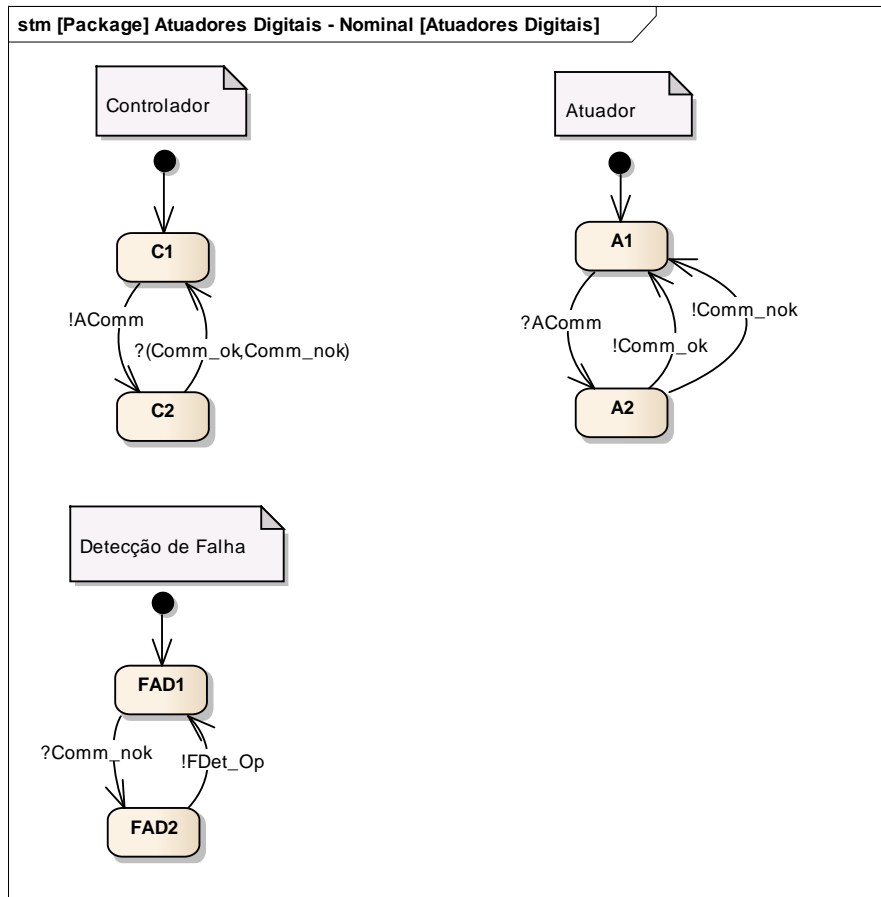 stm [Package] Atuadores Digitais - Nominal [Atuadores Digitais]
Controlador
Atuador
C1
A1
!AComm
?(Comm_ok,Comm_nok)
?AComm
!Comm_ok
!Comm_nok
C2
A2
Detecção de Falha
FAD1
?Comm_nok
!FDet_Op
FAD2